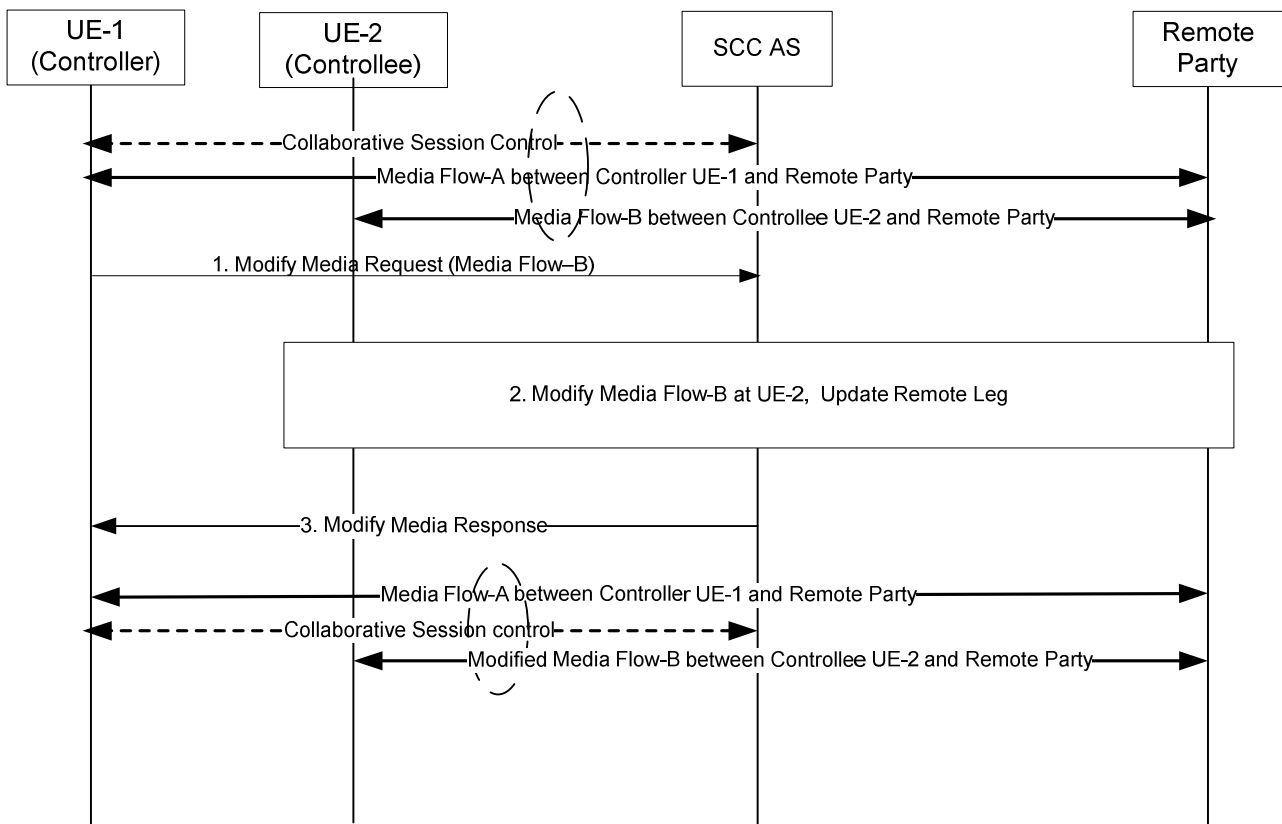 UE-1
(Controller)
UE-2
(Controllee)
SCC AS
Remote
Party
Collaborative Session Control
Media Flow-A between Controller UE-1 and Remote Party
Media Flow-B between Controllee UE-2 and Remote Party
1. Modify Media Request (Media Flow–B)
2. Modify Media Flow-B at UE-2, Update Remote Leg
3. Modify Media Response
Media Flow-A between Controller UE-1 and Remote Party
Collaborative Session control
Modified Media Flow-B between Controllee UE-2 and Remote Party